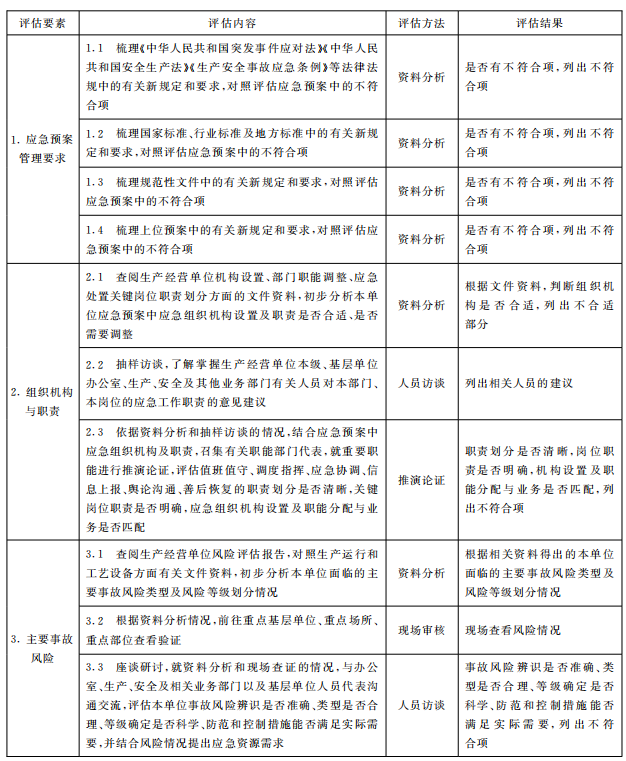 评估要素 评估内容 评估方法 评估结果
1. 应急预案
管理要求
1.1 梳理《中华人民共和国突发事件应对法》《中华人民
共和国安全生产法》《生产安全事故应急条例》等法律法
规中的有关新规定和要求,对照评估应急预案中的不符
合项
资料分析
是否有不符合项,列出不符
合项
1.2 梳理国家标准、行业标准及地方标准中的有关新规
定和要求,对照评估应急预案中的不符合项
资料分析
是否有不符合项,列出不符
合项
1.3 梳理规范性文件中的有关新规定和要求,对照评估
应急预案中的不符合项
资料分析
是否有不符合项,列出不符
合项
1.4 梳理上位预案中的有关新规定和要求,对照评估应
急预案中的不符合项
资料分析
是否有不符合项,列出不符
合项
2. 组织机构
与职责
2.1 查阅生产经营单位机构设置、部门职能调整、应急
处置关键岗位职责划分方面的文件资料,初步分析本单
位应急预案中应急组织机构设置及职责是否合适、是否
需要调整
资料分析
根据文件资料,判断组织机
构是否合适,列出不合适
部分
2.2 抽样访谈,了解掌握生产经营单位本级、基层单位
办公室、生产、安全及其他业务部门有关人员对本部门、
本岗位的应急工作职责的意见建议
人员访谈
列出相关人员的建议
2.3 依据资料分析和抽样访谈的情况,结合应急预案中
应急组织机构及职责,召集有关职能部门代表,就重要职
能进行推演论证,评估值班值守、调度指挥、应急协调、信
息上报、舆论沟通、善后恢复的职责划分是否清晰,关键
岗位职责是否明确,应急组织机构设置及职能分配与业
务是否匹配
推演论证
职责划分是否清晰,岗位职
责是否明确,机构设置及职
能分配与业务是否匹配,列
出不符合项
3. 主要事故
风险
3.1 查阅生产经营单位风险评估报告,对照生产运行和
工艺设备方面有关文件资料,初步分析本单位面临的主
要事故风险类型及风险等级划分情况
资料分析
根据相关资料得出的本单位
面临的主要事故风险类型及
风险等级划分情况
3.2 根据资料分析情况,前往重点基层单位、重点场所、
重点部位查看验证
现场审核
现场查看风险情况
3.3 座谈研讨,就资料分析和现场查证的情况,与办公
室、生产、安全及相关业务部门以及基层单位人员代表沟
通交流,评估本单位事故风险辨识是否准确、类型是否合
理、等级确定是否科学、防范和控制措施能否满足实际需
要,并结合风险情况提出应急资源需求
人员访谈
事故风险辨识是否准确、类
型是否合理、等级确定是否
科学、防范和控制措施能否
满足实际需要,列出不符
合项